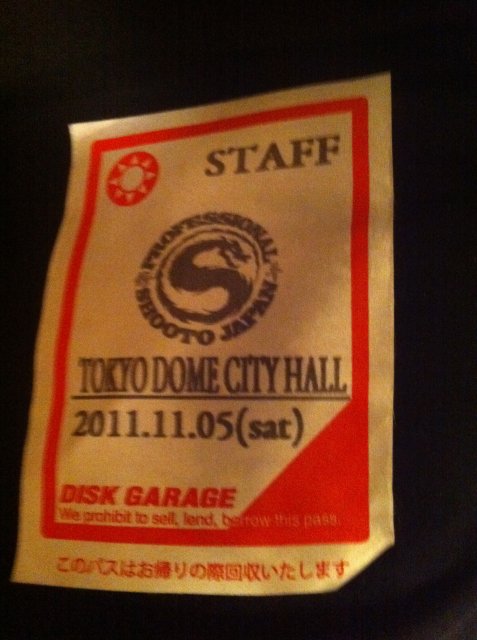 STAFF
PROFESSIONAL
SHOOTO JAPAN
TOKYO DOME CITY HALL
2011.11.05(sat)
DISK GARAGE
We prohibit to sell, lend, borrow this pass.
このパスはお帰りの際回収いたします